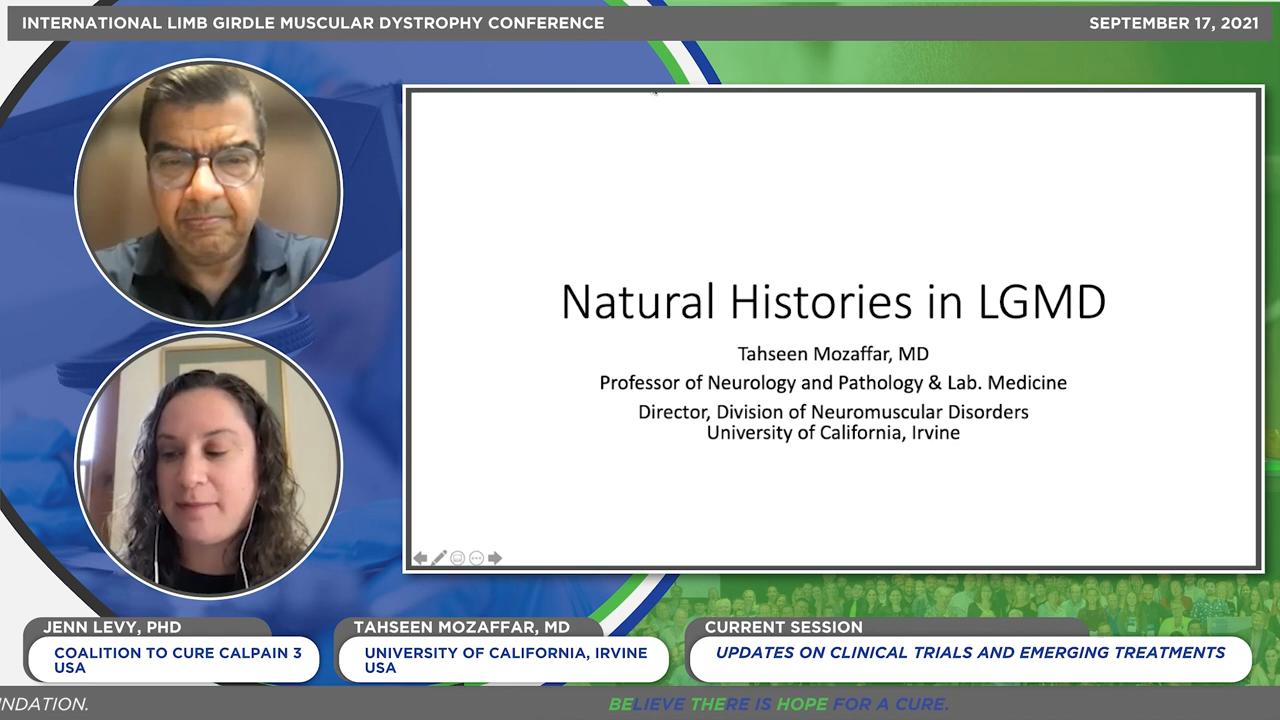 INTERNATIONAL LIMB GIRDLE MUSCULAR DYSTROPHY CONFERENCE
SEPTEMBER 17, 2021
Natural Histories in LGMD
Tahseen Mozaffar, MD
Professor of Neurology and Pathology & Lab. Medicine
Director, Division of Neuromuscular Disorders
University of California, Irvine
JENN LEVY, PHD
COALITION TO CURE CALPAIN 3
USA
TAHSEEN MOZAFFAR, MD
UNIVERSITY OF CALIFORNIA, IRVINE
USA
CURRENT SESSION
UPDATES ON CLINICAL TRIALS AND EMERGING TREATMENTS
NDATION.
BELIEVE THERE IS HOPE FOR A CURE.